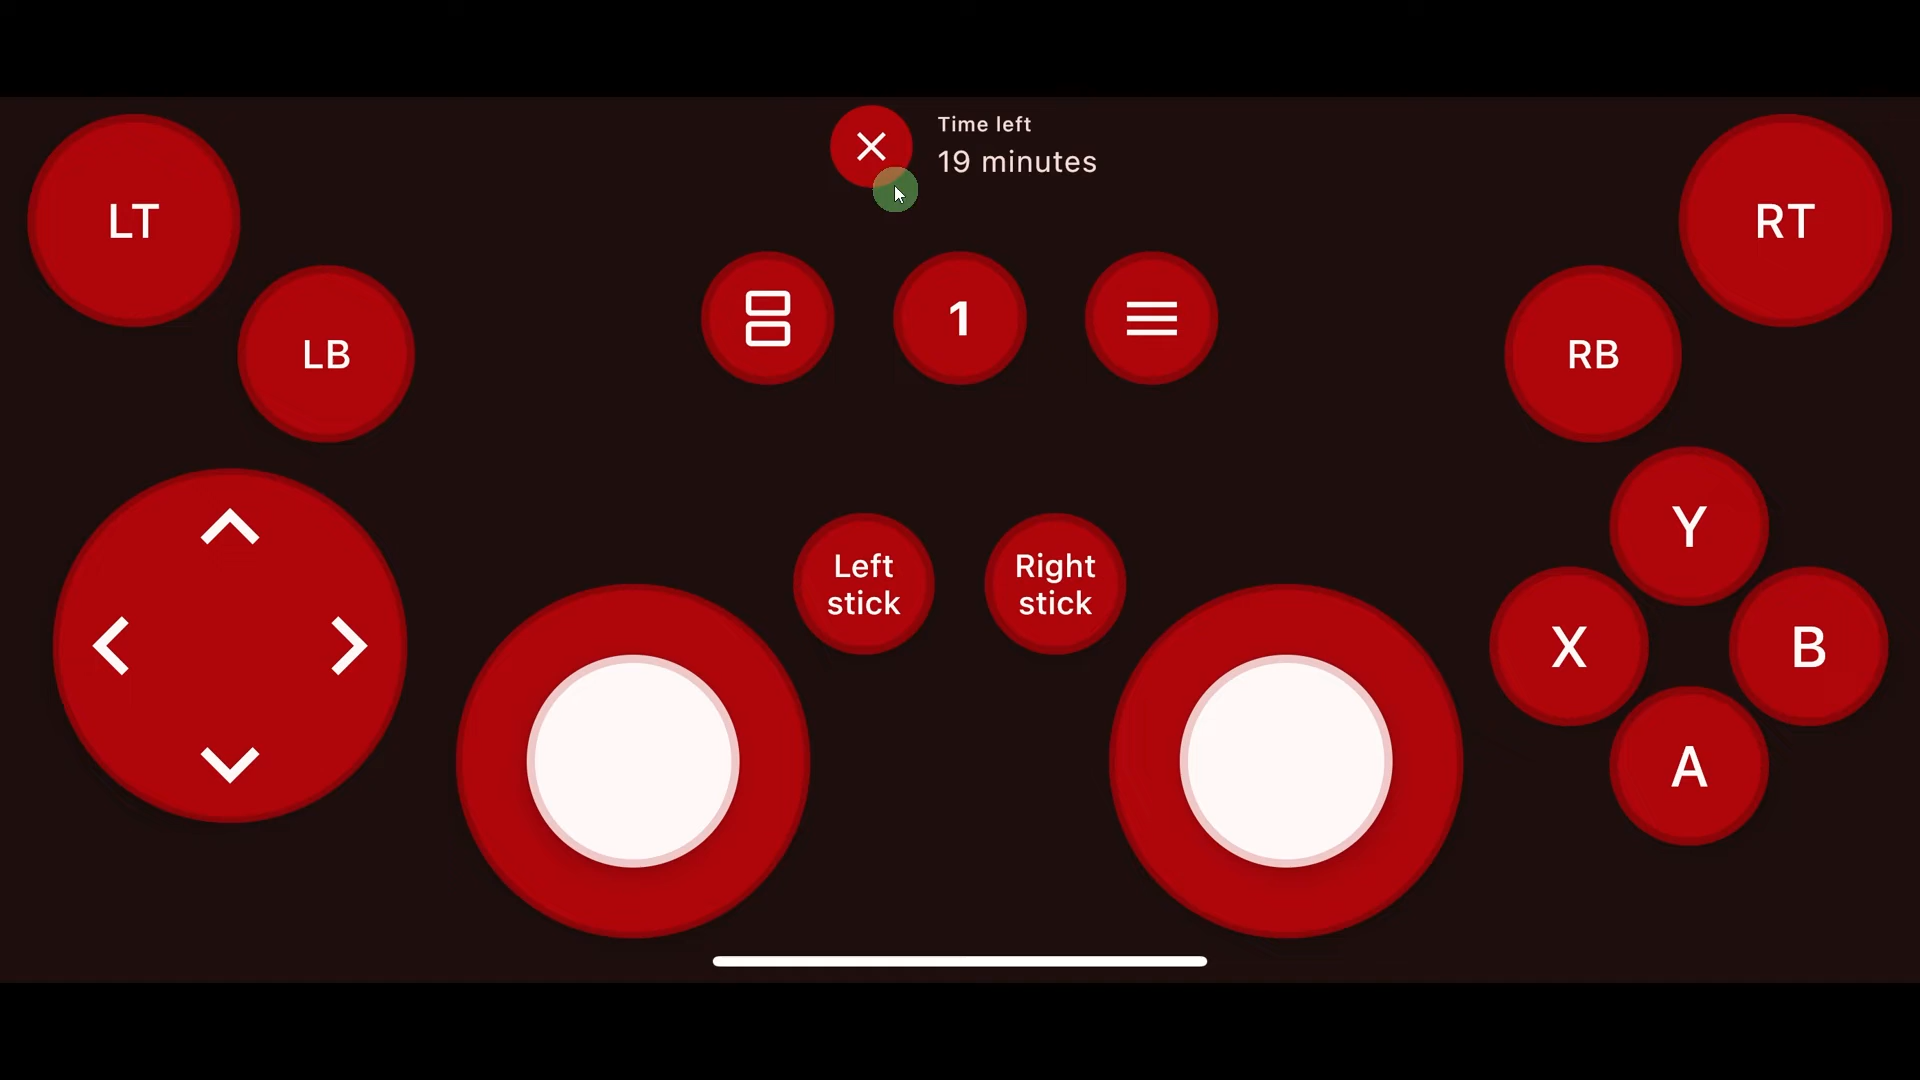 Time left
19 minutes
LT
RT
LB
1
RB
Y
Left
stick
Right
stick
X
B
A